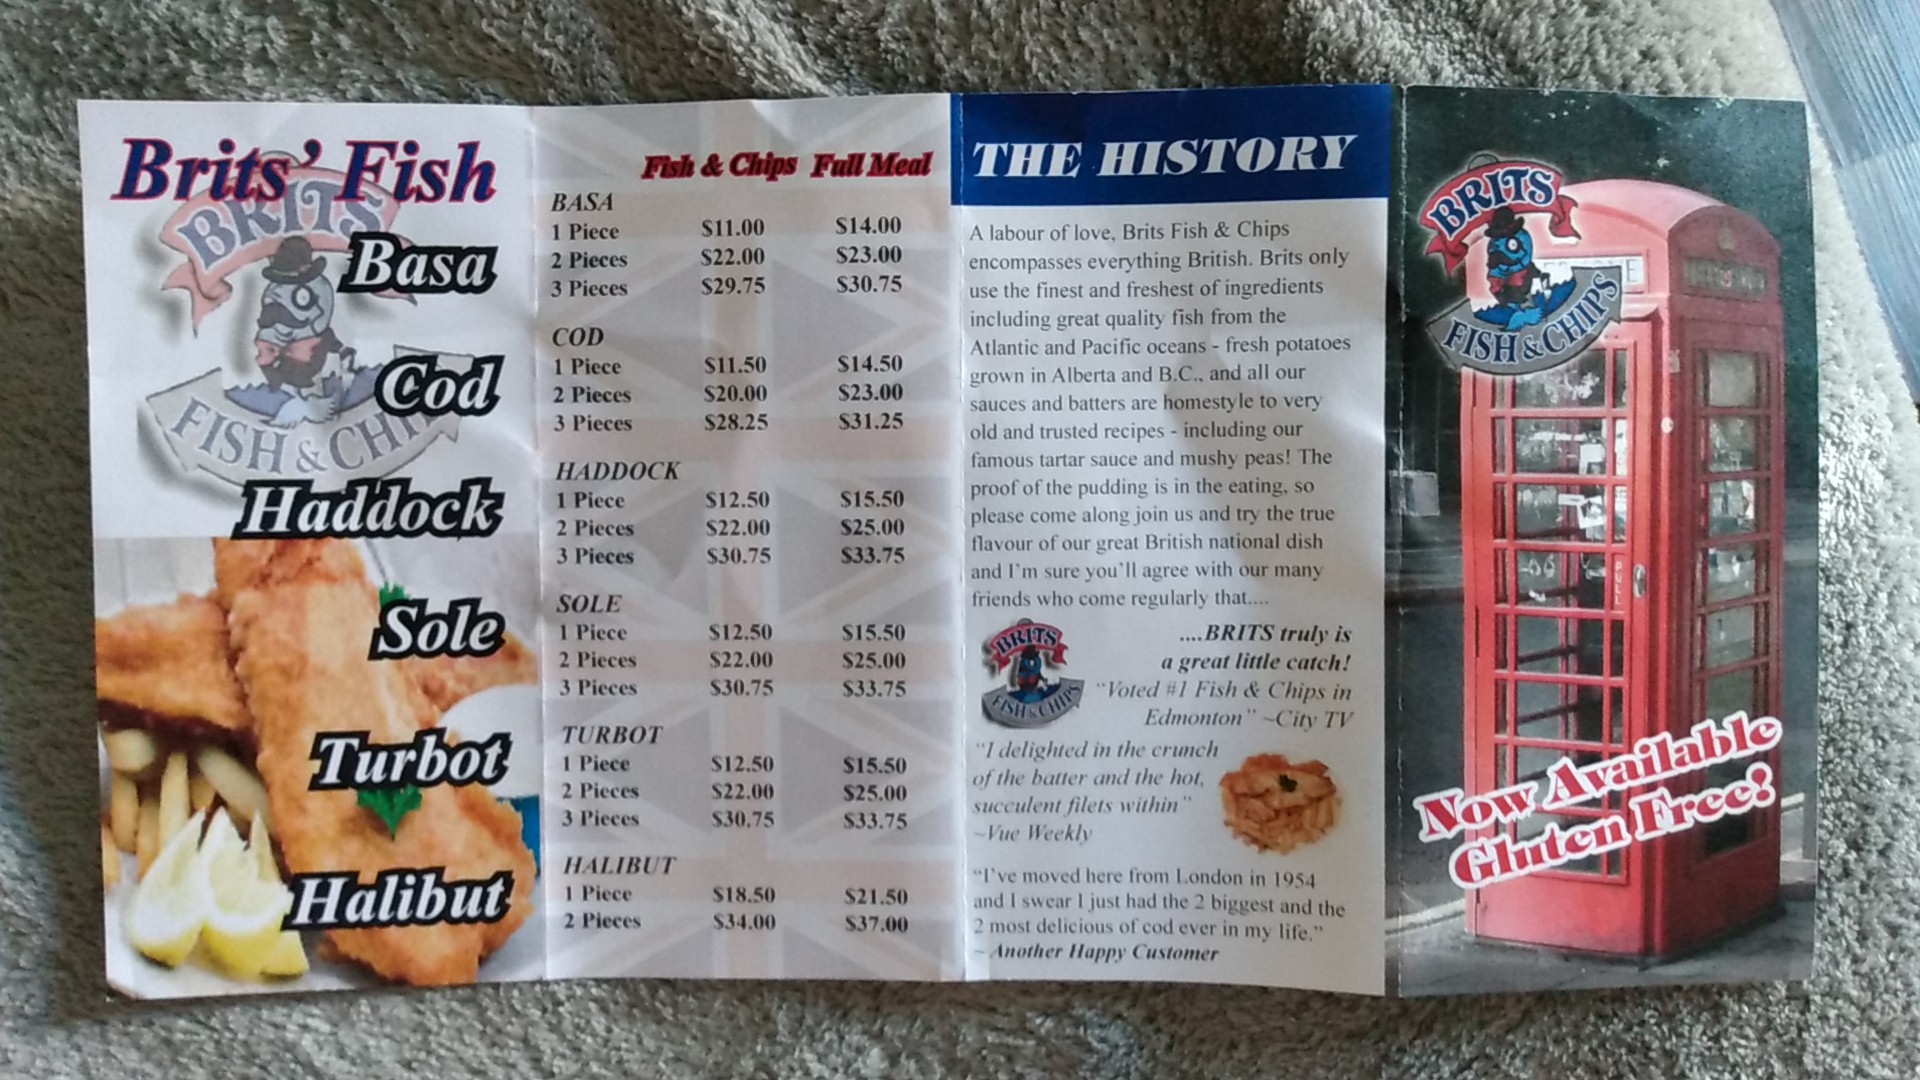 Brits' Fish
BRITS
FISH & CHI
Basa
Cod
Haddock
Sole
Turbot
Halibut
Fish & Chips Full Meal
BASA
1 Piece $11.00 $14.00
2 Pieces $22.00 $23.00
3 Pieces $29.75 $30.75
COD
1 Piece $11.50 $14.50
2 Pieces $20.00 $23.00
3 Pieces $28.25 $31.25
HADDOCK
1 Piece $12.50 $15.50
2 Pieces $22.00 $25.00
3 Pieces $30.75 $33.75
SOLE
1 Piece $12.50 $15.50
2 Pieces $22.00 $25.00
3 Pieces $30.75 $33.75
TURBOT
1 Piece $12.50 $15.50
2 Pieces $22.00 $25.00
3 Pieces $30.75 $33.75
HALIBUT
1 Piece $18.50 $21.50
2 Pieces $34.00 $37.00
THE HISTORY
A labour of love, Brits Fish & Chips
encompasses everything British. Brits only
use the finest and freshest of ingredients
including great quality fish from the
Atlantic and Pacific oceans - fresh potatoes
grown in Alberta and B.C., and all our
sauces and batters are homestyle to very
old and trusted recipes - including our
famous tartar sauce and mushy peas! The
proof of the pudding is in the eating, so
please come along join us and try the true
flavour of our great British national dish
and I'm sure you'll agree with our many
friends who come regularly that....
BRITS
FISH & CHIPS
....BRITS truly is
a great little catch!
"Voted #1 Fish & Chips in
Edmonton" ~City TV
"I delighted in the crunch
of the batter and the hot,
succulent filets within"
~Vue Weekly
"I've moved here from London in 1954
and I swear I just had the 2 biggest and the
2 most delicious of cod ever in my life."
~ Another Happy Customer
BRITS
FISH & CHIPS
PULL
Now Available
Gluten Free!